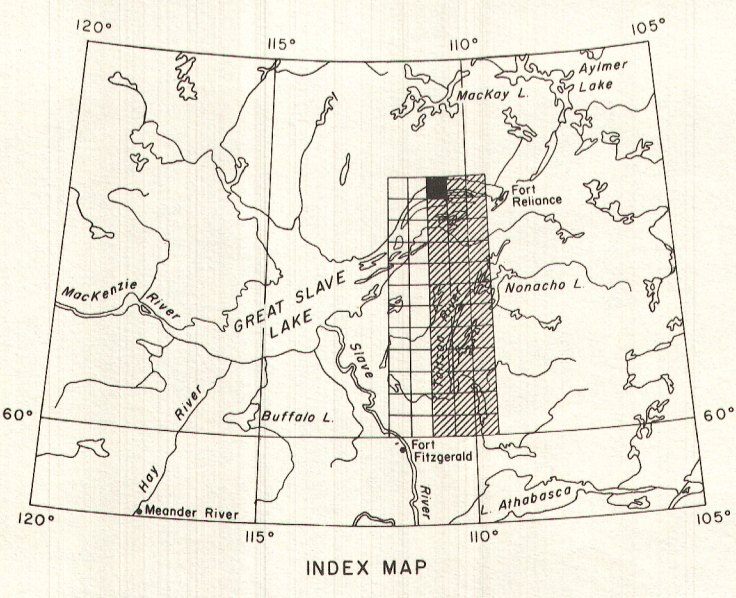 120°
115°
110°
105°
Aylmer
Lake
MacKay L.
Fort
Reliance
MacKenzie River
GREAT SLAVE
LAKE
Nonacho L.
Slave
River
60°
60°
Buffalo L.
Hay
River
Fort
Fitzgerald
River
L. Athabasca
Meander River
120°
115°
110°
105°
INDEX MAP